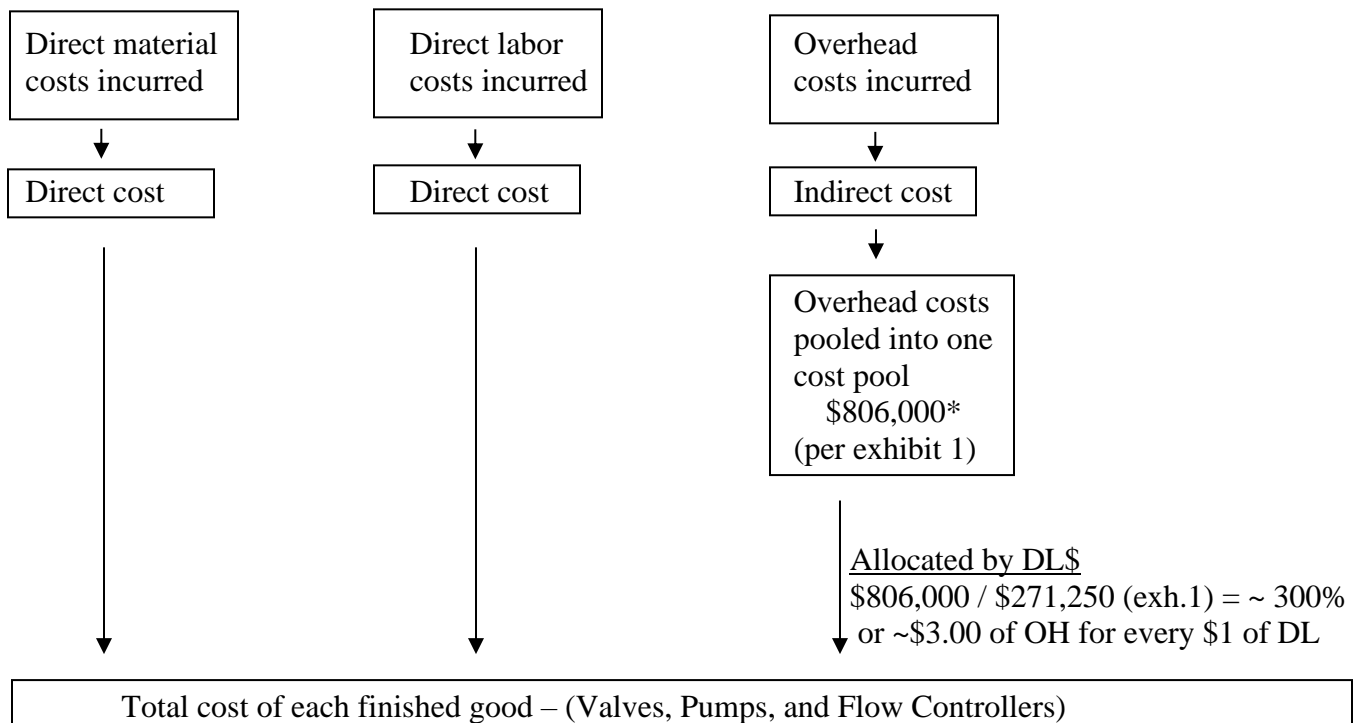 Direct material
costs incurred
Direct labor
costs incurred
Overhead
costs incurred
Direct cost
Direct cost
Indirect cost
Overhead costs
pooled into one
cost pool
$806,000*
(per exhibit 1)
Allocated by DL$
$806,000 / $271,250 (exh.1) = ~ 300%
or ~$3.00 of OH for every $1 of DL
Total cost of each finished good – (Valves, Pumps, and Flow Controllers)